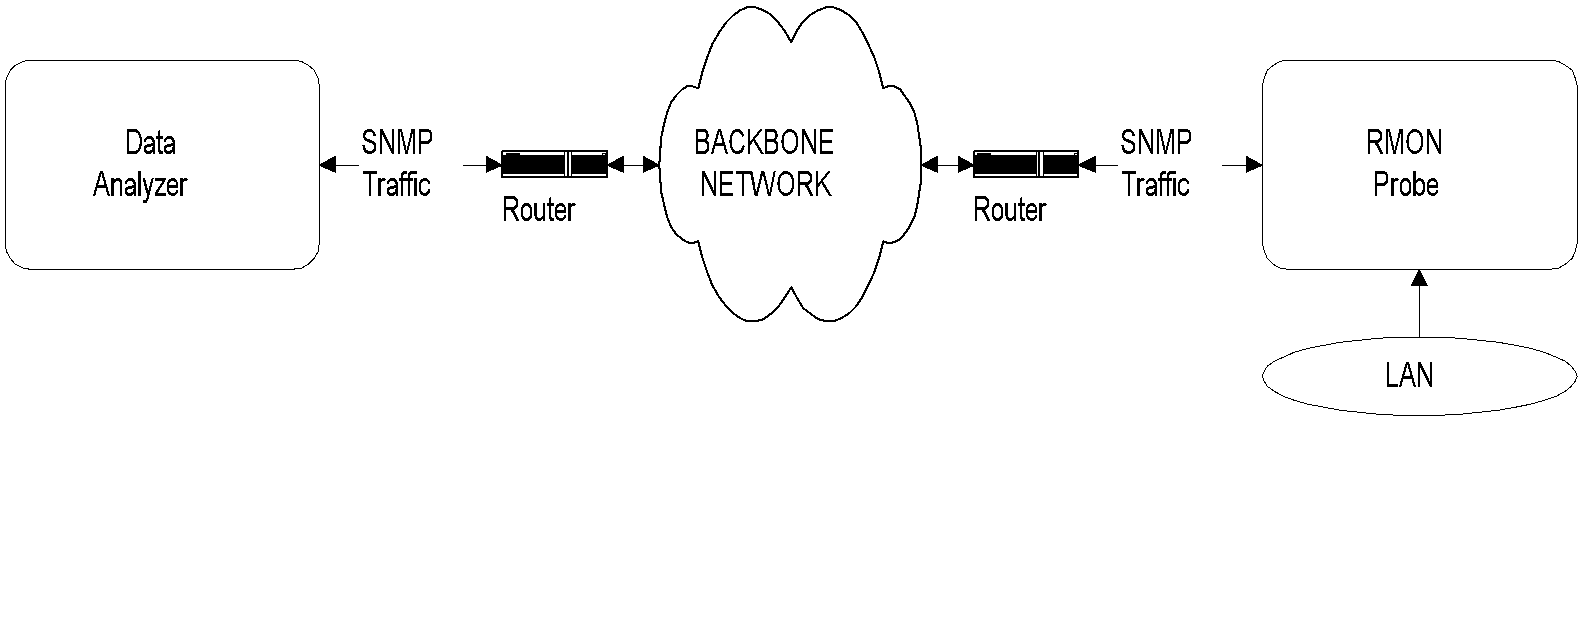 Data
Analyzer
SNMP
Traffic
Router
BACKBONE
NETWORK
Router
SNMP
Traffic
RMON
Probe
LAN